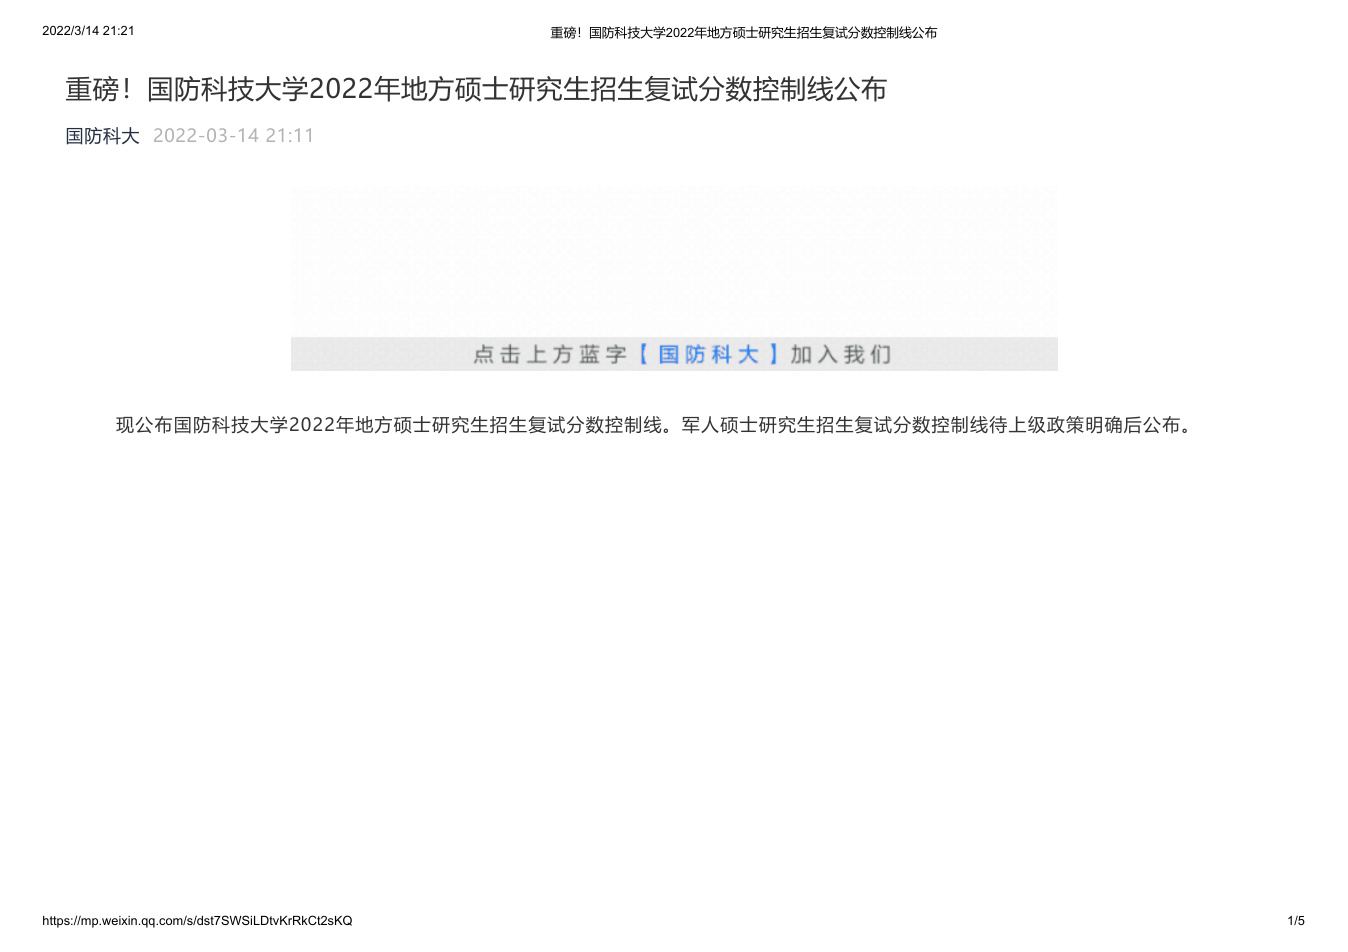 2022/3/14 21:21
重磅！国防科技大学2022年地方硕士研究生招生复试分数控制线公布
重磅！国防科技大学2022年地方硕士研究生招生复试分数控制线公布
国防科大 2022-03-14 21:11
点击上方蓝字【国防科大】加入我们
现公布国防科技大学2022年地方硕士研究生招生复试分数控制线。军人硕士研究生招生复试分数控制线待上级政策明确后公布。
https://mp.weixin.qq.com/s/dst7SWSiLDtvKrRkCt2sKQ
1/5